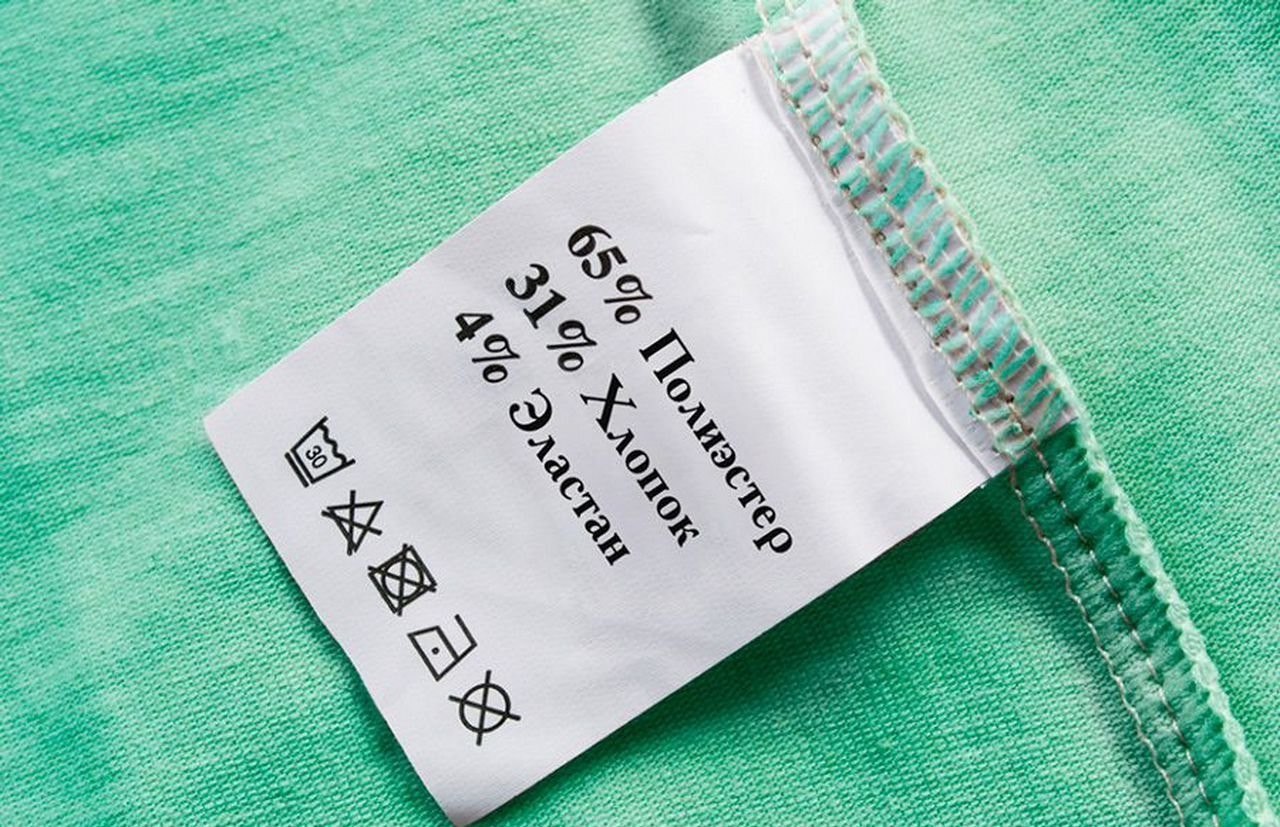 65% Полиэстер
31% Хлопок
4% Эластан
30